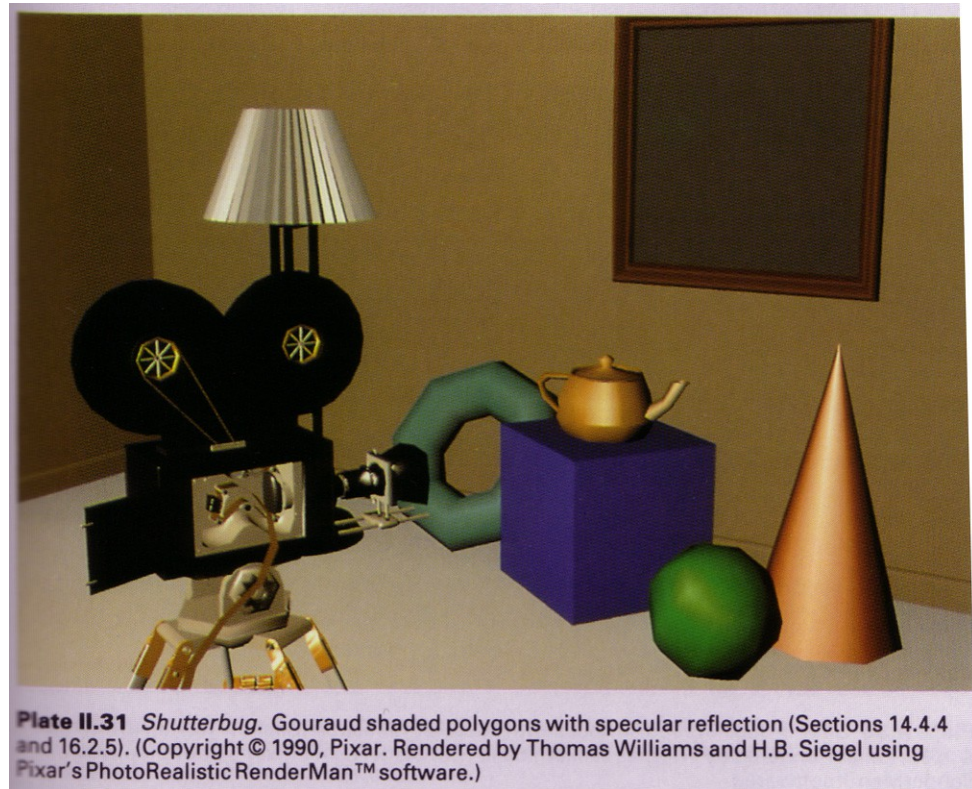 Plate II.31 Shutterbug. Gouraud shaded polygons with specular reflection (Sections 14.4.4
and 16.2.5). (Copyright © 1990, Pixar. Rendered by Thomas Williams and H.B. Siegel using
Pixar's PhotoRealistic RenderMan™ software.)